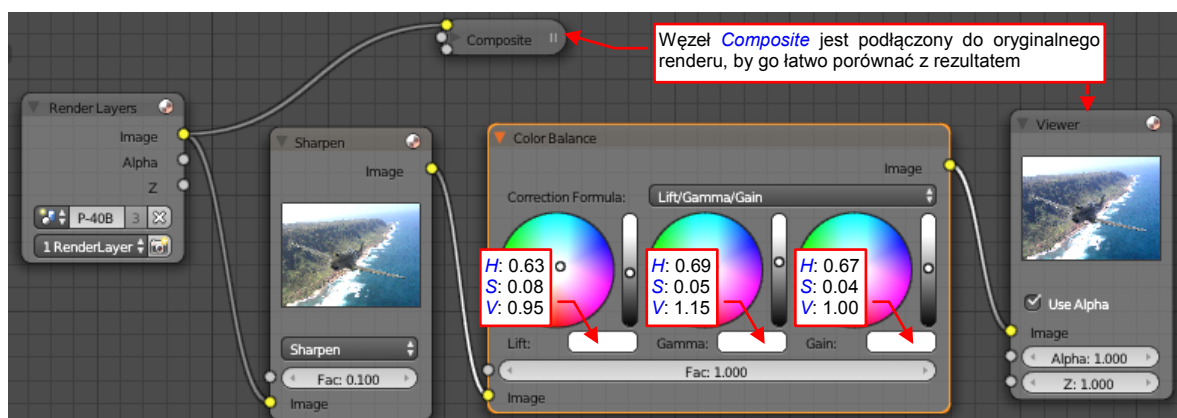 Composite
Węzeł Composite jest podłączony do oryginalnego
renderu, by go łatwo porównać z rezultatem
Render Layers
Image
Alpha
Z
P-40B 3
1 RenderLayer
Sharpen
Image
Sharpen
Fac: 0.100
Image
Color Balance
Image
Correction Formula: Lift/Gamma/Gain
H: 0.63
S: 0.08
V: 0.95
H: 0.69
S: 0.05
V: 1.15
H: 0.67
S: 0.04
V: 1.00
Lift: Gamma: Gain:
Fac: 1.000
Image
Viewer
Use Alpha
Image
Alpha: 1.000
Z: 1.000